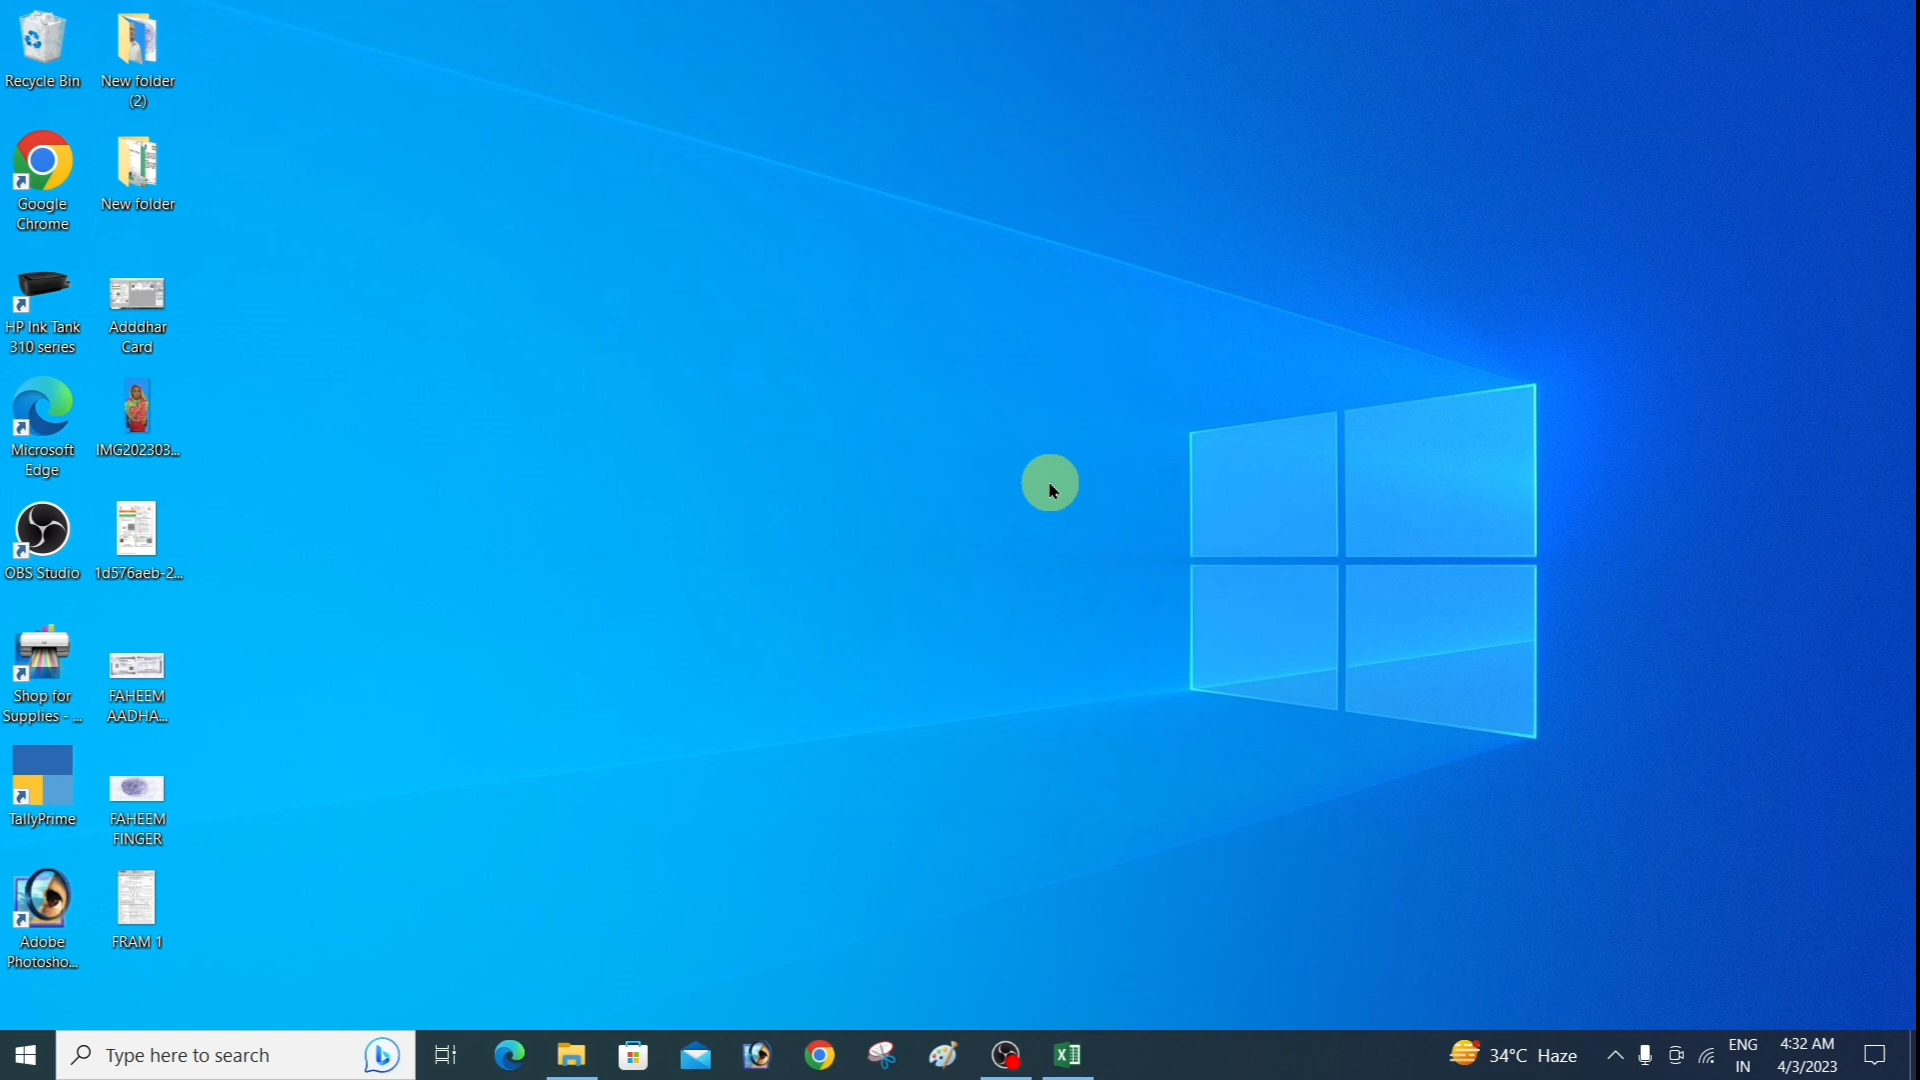 Recycle Bin
New folder
(2)
Google
Chrome
New folder
HP Ink Tank
310 series
Adddhar
Card
Microsoft
Edge
IMG202303...
OBS Studio
1d576aeb-2...
Shop for
Supplies - ...
FAHEEM
AADHA...
TallyPrime
FAHEEM
FINGER
Adobe
Photosho...
FRAM 1
Type here to search
34°C Haze
ENG
IN
4:32 AM
4/3/2023